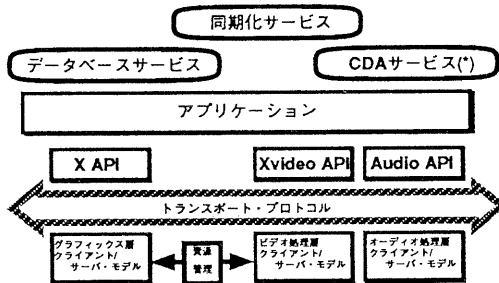 同期化サービス
データベースサービス
CDAサービス(*)
アプリケーション
X API
Xvideo API
Audio API
トランスポート・プロトコル
グラフィックス層
クライアント/
サーバ・モデル
資源
管理
ビデオ処理層
クライアント/
サーバ・モデル
オーディオ処理層
クライアント/
サーバ・モデル